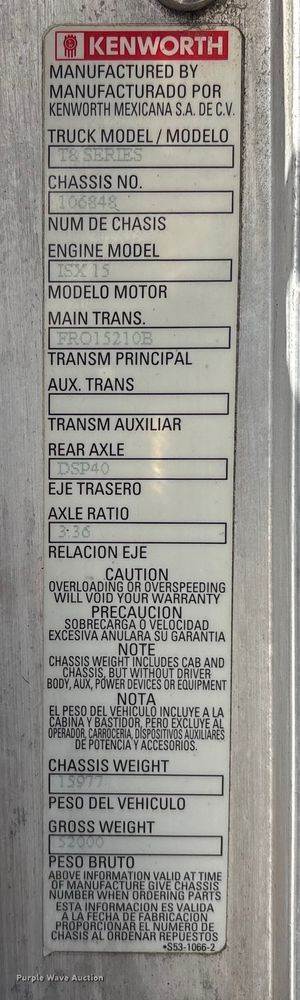 KENWORTH
MANUFACTURED BY
MANUFACTURADO POR
KENWORTH MEXICANA S.A. DE C.V.
TRUCK MODEL / MODELO
T8 SERIES
CHASSIS NO.
106848
NUM DE CHASIS
ENGINE MODEL
ISX 15
MODELO MOTOR
MAIN TRANS.
FRO15210B
TRANSM PRINCIPAL
AUX. TRANS
TRANSM AUXILIAR
REAR AXLE
DSP40
EJE TRASERO
AXLE RATIO
3.36
RELACION EJE
CAUTION
OVERLOADING OR OVERSPEEDING
WILL VOID YOUR WARRANTY
PRECAUCION
SOBRECARGA O VELOCIDAD
EXCESIVA ANULARA SU GARANTIA
NOTE
CHASSIS WEIGHT INCLUDES CAB AND
CHASSIS, BUT WITHOUT DRIVER
BODY, AUX, POWER DEVICES OR EQUIPMENT
NOTA
EL PESO DEL VEHICULO INCLUYE A LA
CABINA Y BASTIDOR, PERO EXCLUYE AL
OPERADOR, CARROCERIA, DISPOSITIVOS AUXILIARES
DE POTENCIA Y ACCESORIOS.
CHASSIS WEIGHT
15977
PESO DEL VEHICULO
GROSS WEIGHT
52000
PESO BRUTO
ABOVE INFORMATION VALID AT TIME
OF MANUFACTURE GIVE CHASSIS
NUMBER WHEN ORDERING PARTS
ESTA INFORMACION ES VALIDA
A LA FECHA DE FABRICACION
PROPORCIONAR EL NUMERO DE
CHASIS AL ORDENAR REPUESTOS
•S53-1066-2
Purple Wave Auction